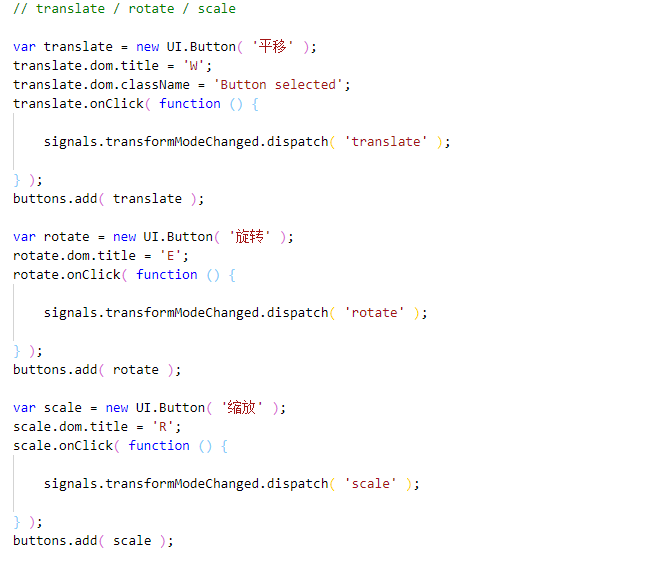 // translate / rotate / scale
var translate = new UI.Button( '平移' );
translate.dom.title = 'W';
translate.dom.className = 'Button selected';
translate.onClick( function () {
signals.transformModeChanged.dispatch( 'translate' );
} );
buttons.add( translate );
var rotate = new UI.Button( '旋转' );
rotate.dom.title = 'E';
rotate.onClick( function () {
signals.transformModeChanged.dispatch( 'rotate' );
} );
buttons.add( rotate );
var scale = new UI.Button( '缩放' );
scale.dom.title = 'R';
scale.onClick( function () {
signals.transformModeChanged.dispatch( 'scale' );
} );
buttons.add( scale );